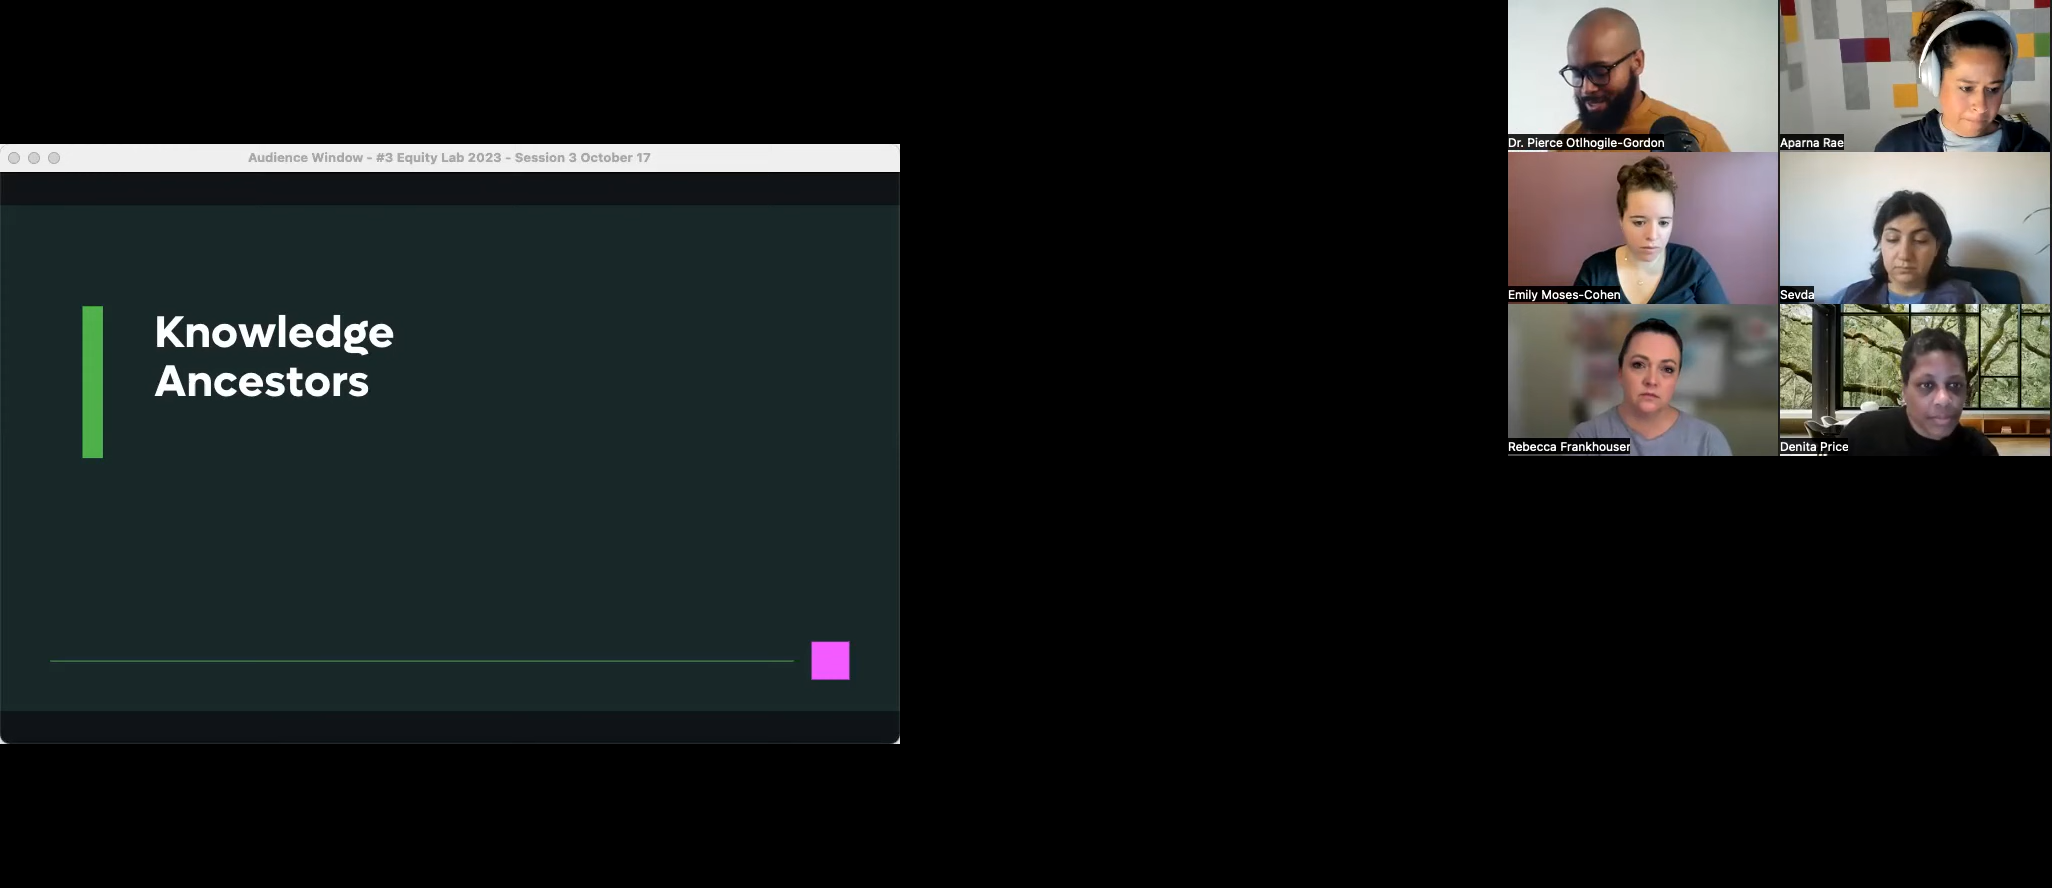 Audience Window - #3 Equity Lab 2023 - Session 3 October 17
Knowledge
Ancestors
Dr. Pierce Otlhogile-Gordon
Aparna Rae
Emily Moses-Cohen
Sevda
Rebecca Frankhouser
Denita Price